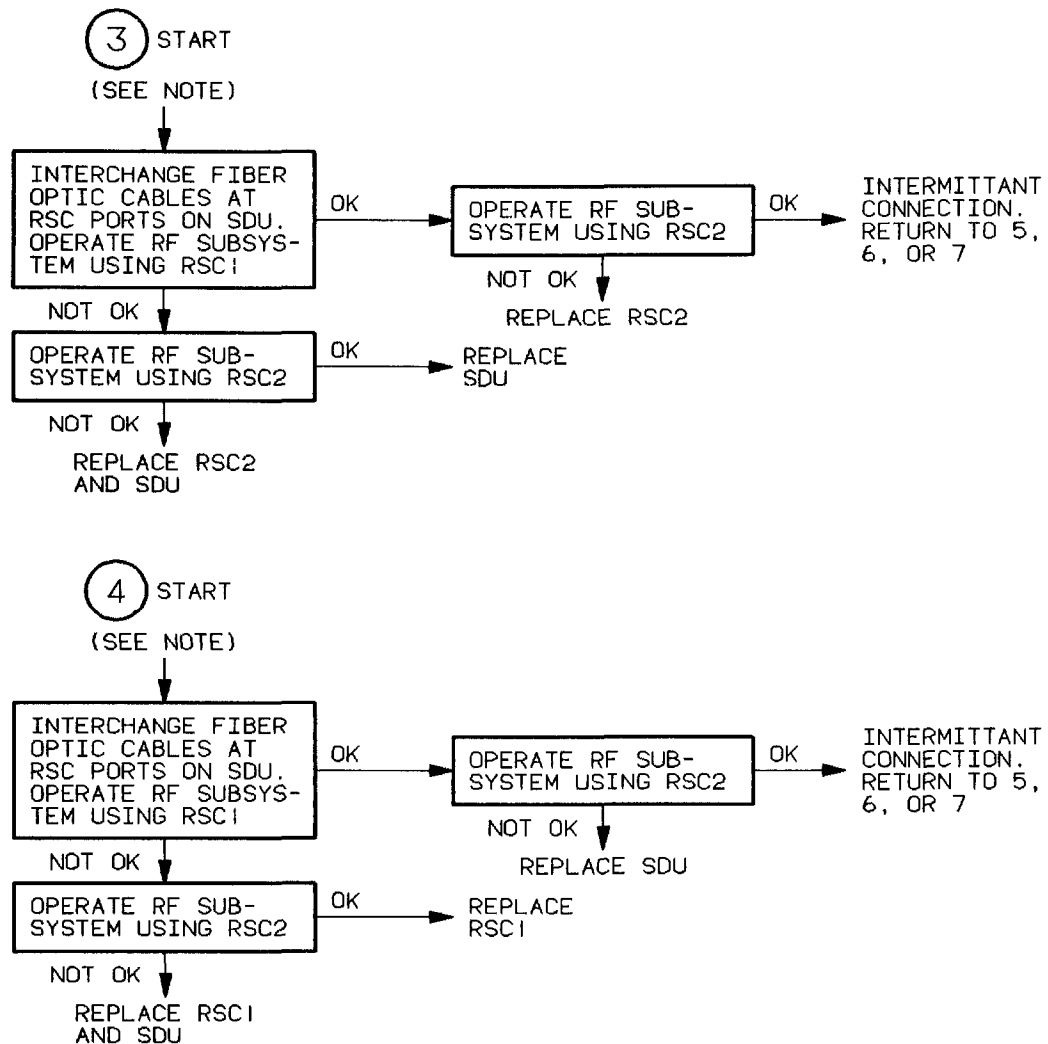 3 START
(SEE NOTE)
INTERCHANGE FIBER
OPTIC CABLES AT
RSC PORTS ON SDU.
OPERATE RF SUBSYS-
TEM USING RSC1
OK
OPERATE RF SUB-
SYSTEM USING RSC2
OK
INTERMITTANT
CONNECTION.
RETURN TO 5,
6, OR 7
NOT OK
REPLACE RSC2
NOT OK
OPERATE RF SUB-
SYSTEM USING RSC2
OK
REPLACE
SDU
NOT OK
REPLACE RSC2
AND SDU
4 START
(SEE NOTE)
INTERCHANGE FIBER
OPTIC CABLES AT
RSC PORTS ON SDU.
OPERATE RF SUBSYS-
TEM USING RSC1
OK
OPERATE RF SUB-
SYSTEM USING RSC2
OK
INTERMITTANT
CONNECTION.
RETURN TO 5,
6, OR 7
NOT OK
REPLACE SDU
NOT OK
OPERATE RF SUB-
SYSTEM USING RSC2
OK
REPLACE
RSC1
NOT OK
REPLACE RSC1
AND SDU